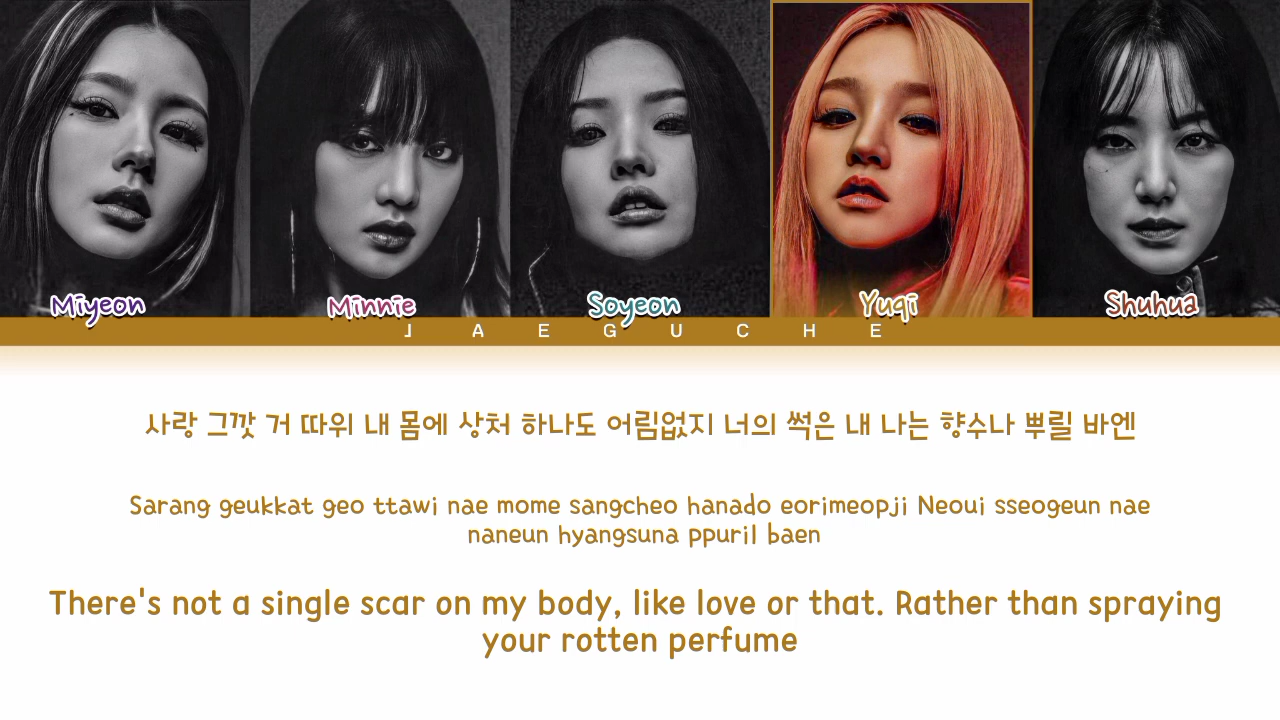 Miyeon
Minnie
Soyeon
Yuqi
Shuhua
JAEGUCHE
사랑 그깟 거 따위 내 몸에 상처 하나도 어림없지 너의 썩은 내 나는 향수나 뿌릴 바엔
Sarang geukkat geo ttawi nae mome sangcheo hanado eorimeopji Neoui sseogeun nae
naneun hyangsuna ppuril baen
There's not a single scar on my body, like love or that. Rather than spraying
your rotten perfume